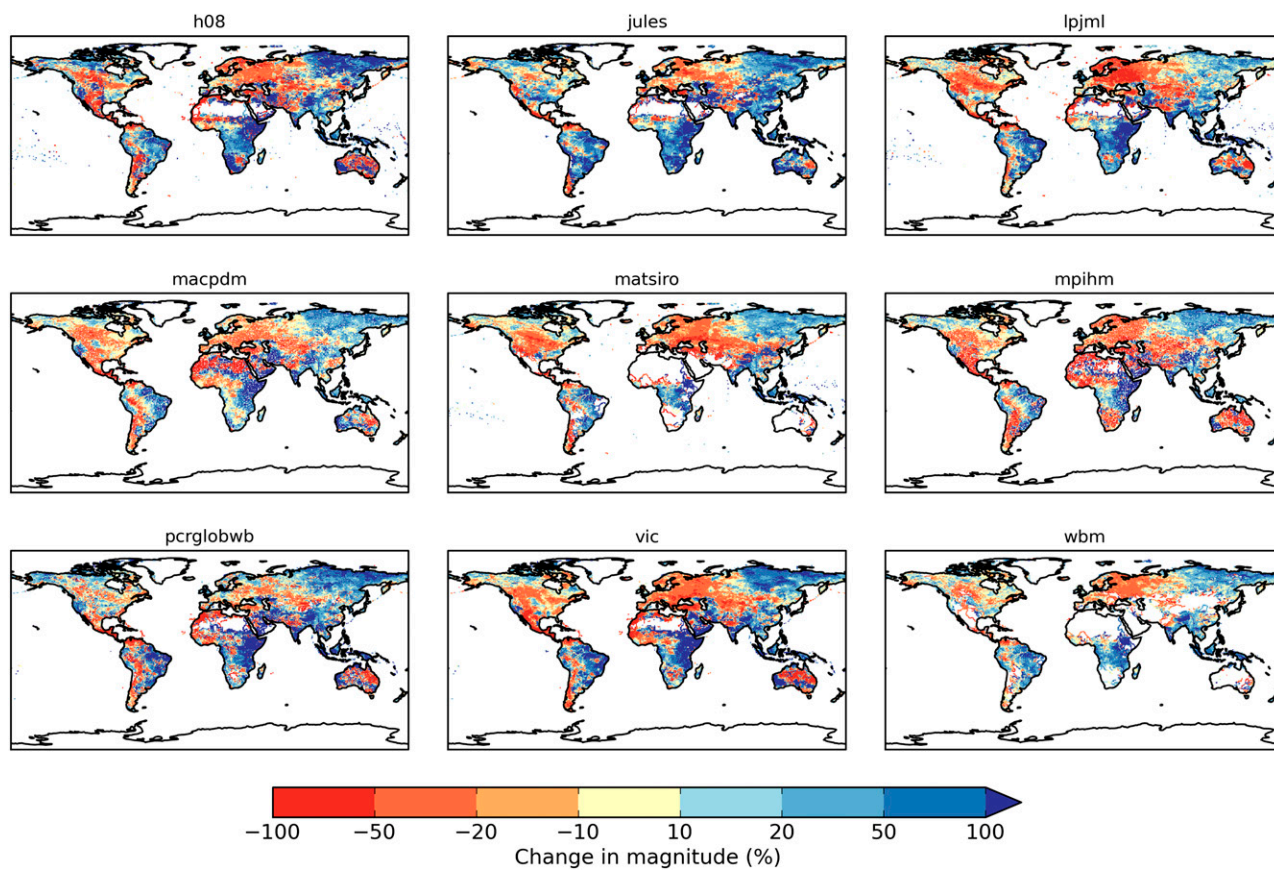 h08 jules lpjml
macpdm matsiro mpihm
pcrglobwb vic wbm
−100 −50 −20 −10 10 20 50 100
Change in magnitude (%)